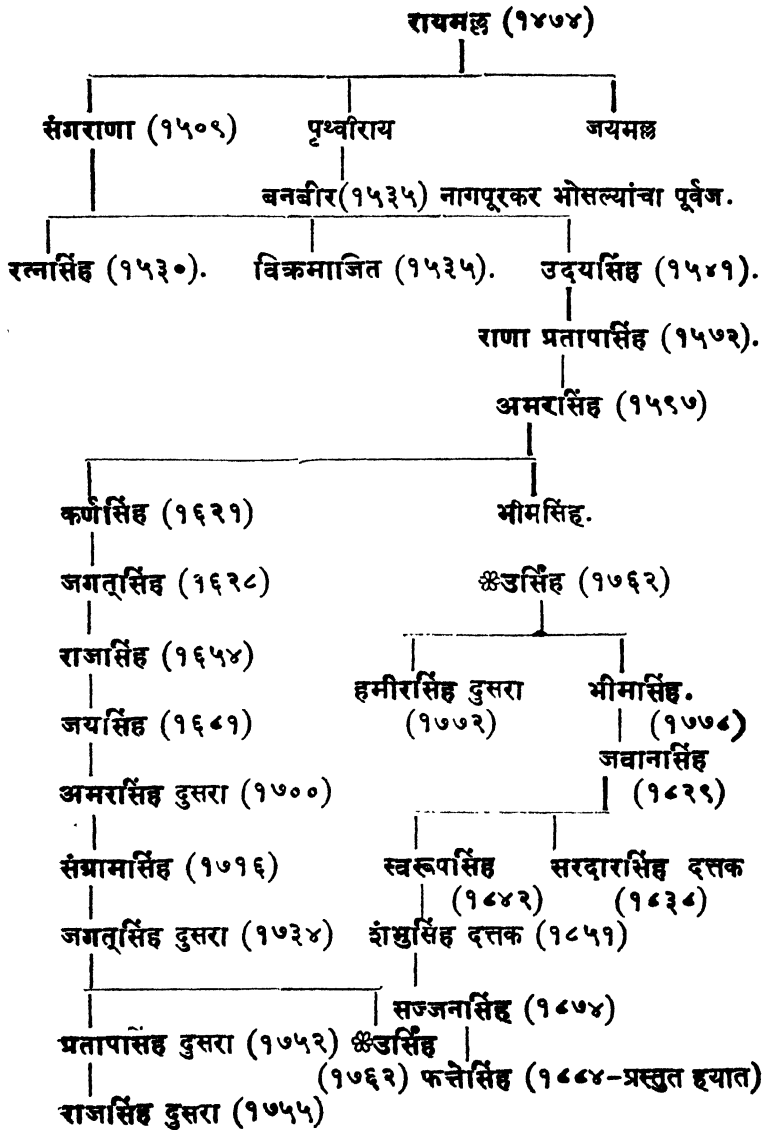 रायमल्ल (१४७४)
संगराणा (१५०९) पृथ्वीराय जयमल्ल
बनबीर(१५३५) नागपूरकर भोसल्यांचा पूर्वज.
रत्नसिंह (१५३०). विक्रमाजित (१५३५). उदयसिंह (१५४१).
राणा प्रतापसिंह (१५७२).
अमरसिंह (१५९७)
कर्णसिंह (१६२१) भीमसिंह.
जगत्सिंह (१६२८) ❀उर्सिंह (१७६२)
राजसिंह (१६५४)
हमीरसिंह दुसरा भीमसिंह.
जयसिंह (१६८१) (१७७२) (१७७८)
जवानसिंह
अमरसिंह दुसरा (१७००) (१८२९)
संग्रामसिंह (१७१६) स्वरूपसिंह सरदारसिंह दत्तक
(१८४२) (१८३८)
जगत्सिंह दुसरा (१७३४) शंभुसिंह दत्तक (१८५१)
सज्जनसिंह (१८७४)
प्रतापसिंह दुसरा (१७५२) ❀उर्सिंह
(१७६२) फत्तेसिंह (१८८४-प्रस्तुत हयात)
राजसिंह दुसरा (१७५५)